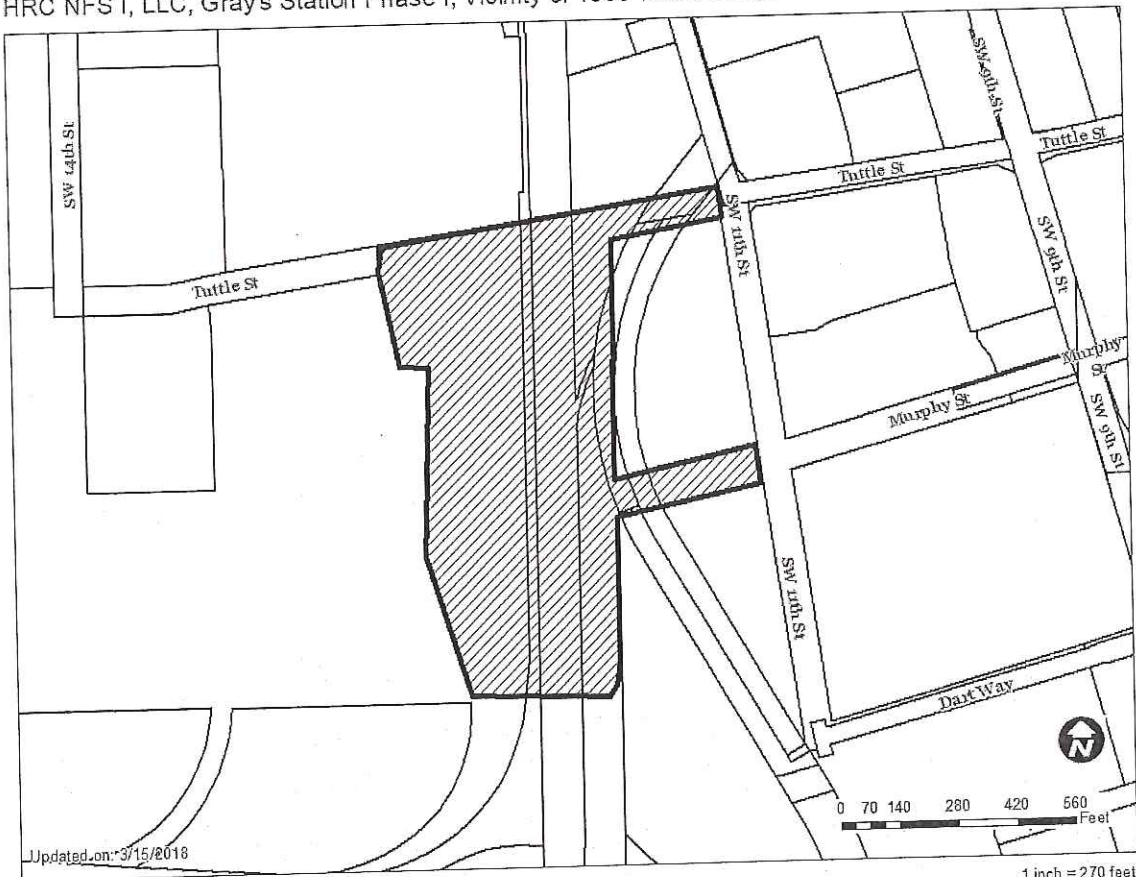 HRC NFS I, LLC, Gray's Station Phase I, Vicinity of
SW 14th St
SW 9th St
Tuttle St
Tuttle St
SW 11th St
SW 9th St
Tuttle St
Murphy St
Murphy St
SW 9th St
SW 11th St
Dart Way
N
0 70 140 280 420 560
Feet
Updated on: 3/15/2018
1 inch = 270 feet